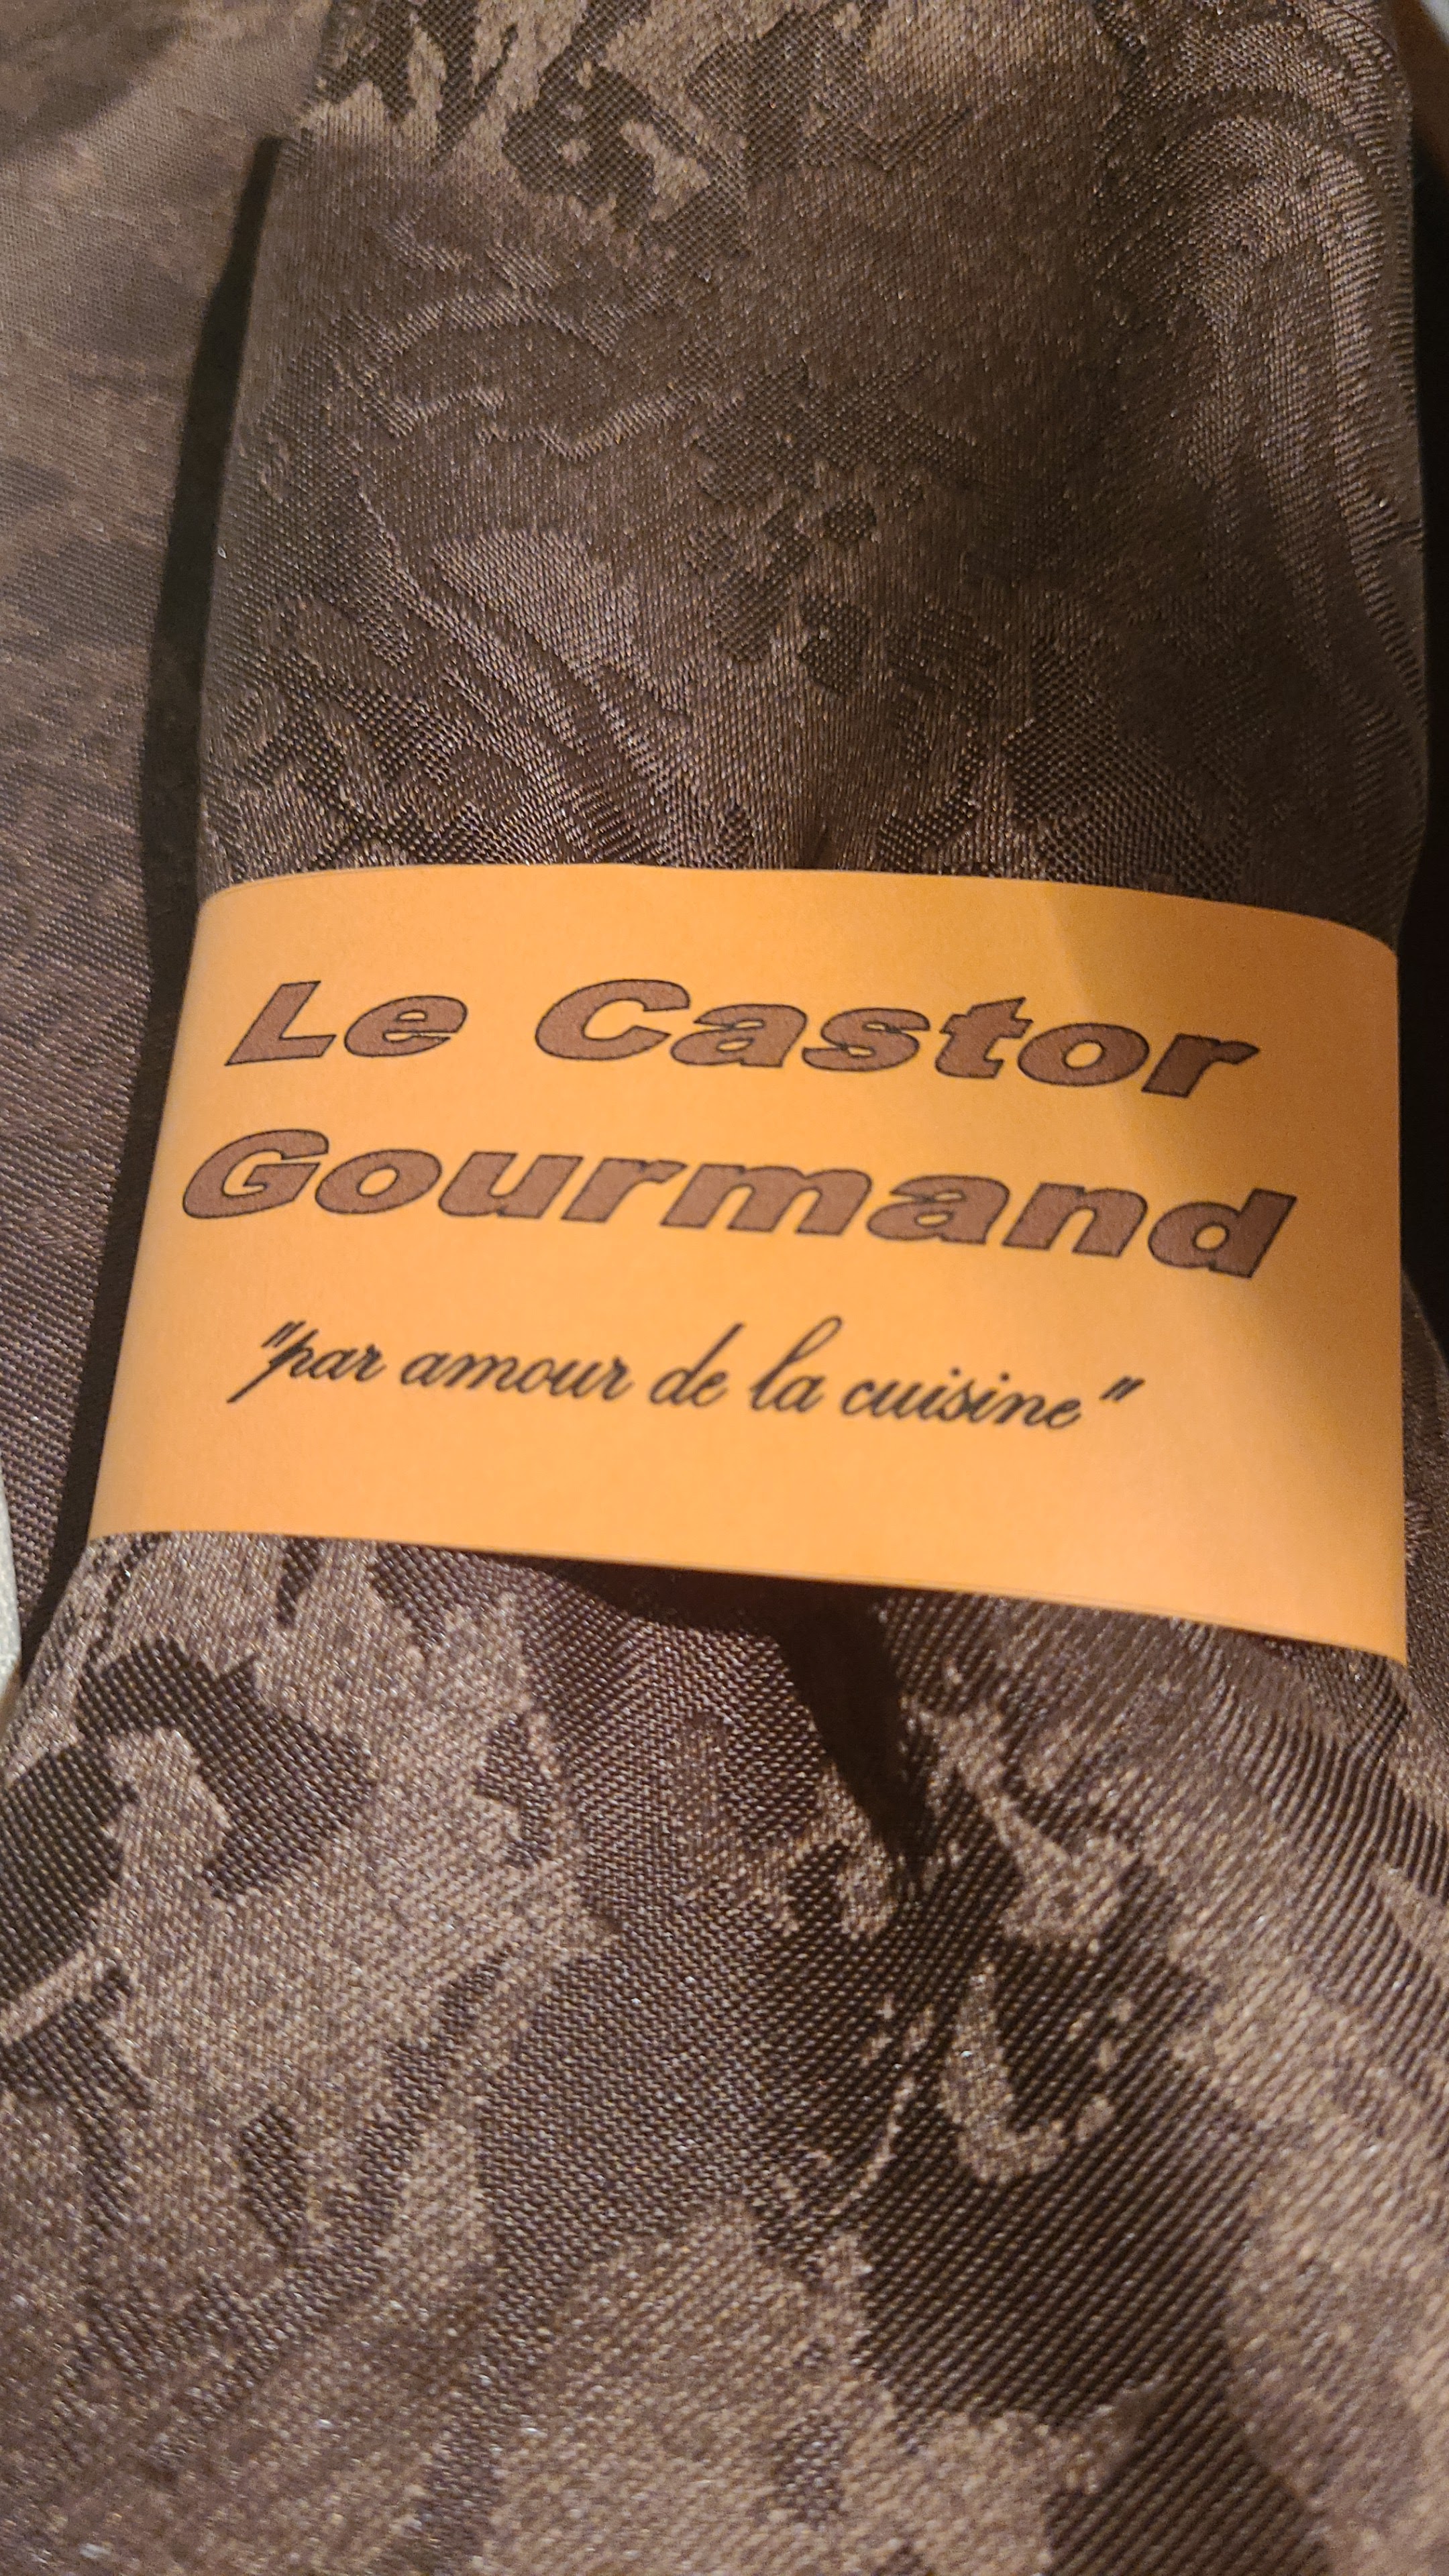 Le Castor
Gourmand
"par amour de la cuisine"